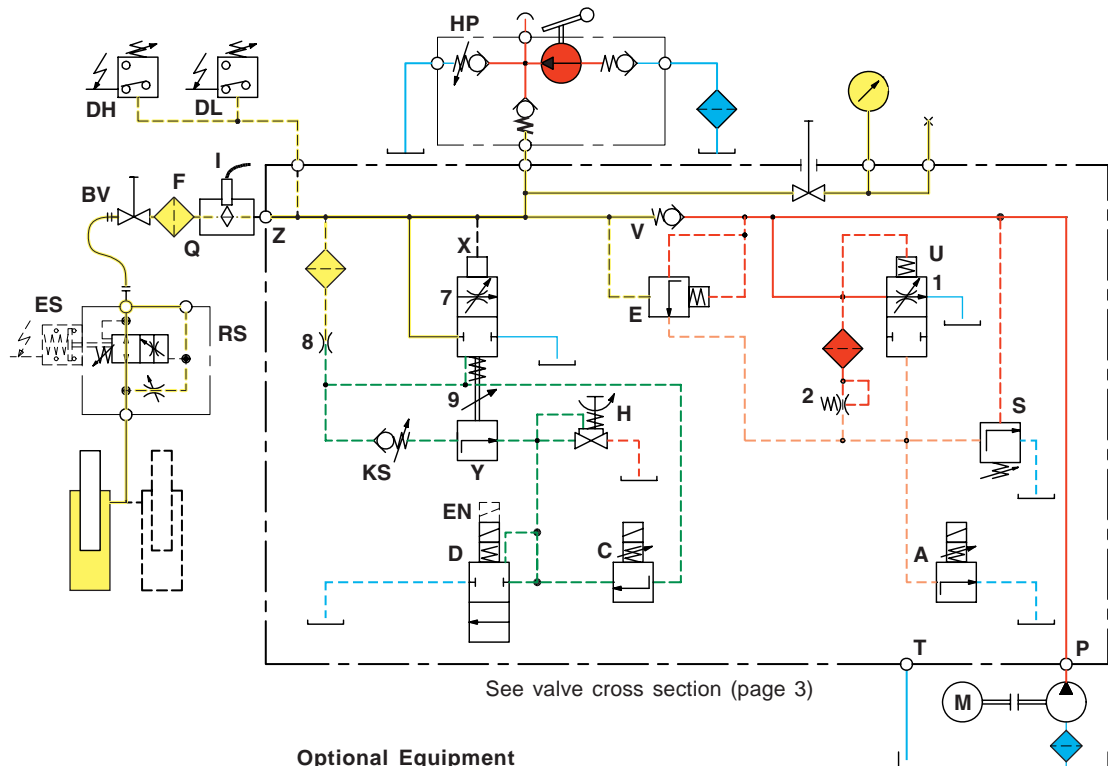 HP
DH
DL
I
BV
F
Q
Z
V
X
U
7
1
E
ES
RS
8
9
H
2
S
KS
Y
EN
D
C
A
T
P
See valve cross section (page 3)
M
Optional Equipment